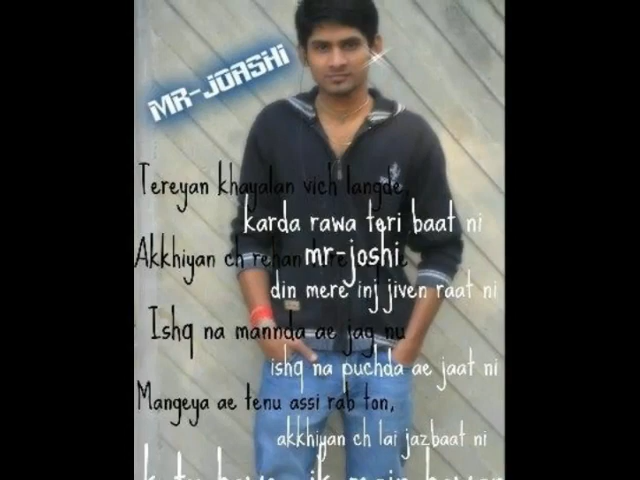 MR-JOASHI
Tereyan khayalan vich langde,
karda rawa teri baat ni
Akkhiyan ch rehan
mr-joshi
din mere inj jiven raat ni
Ishq na mannda ae jag nu
ishq na puchda ae jaat ni
Mangeya ae tenu assi rab ton,
akkhiyan ch lai jazbaat ni